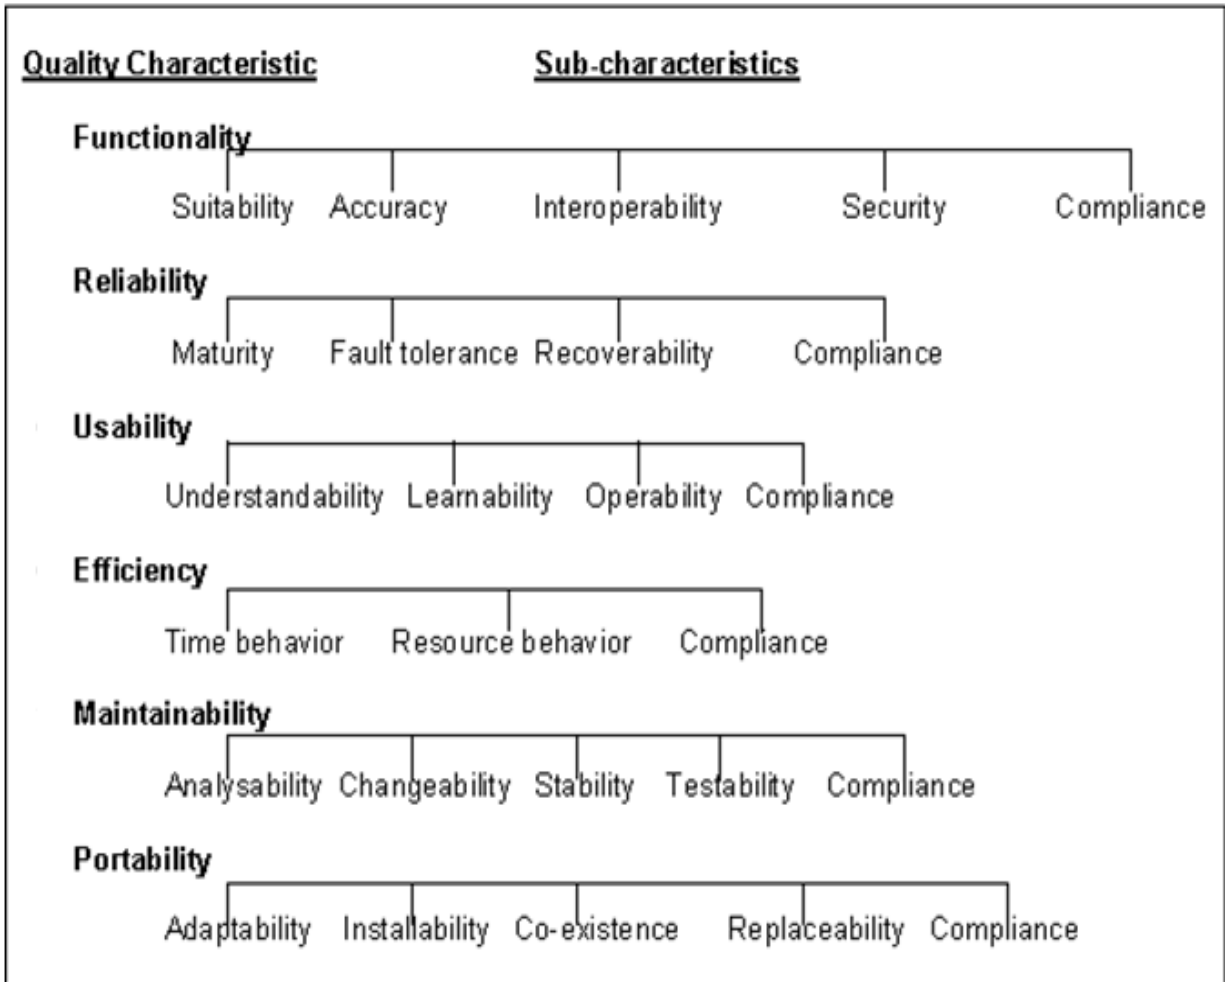 Quality Characteristic Sub-characteristics
Functionality
Suitability Accuracy Interoperability Security Compliance
Reliability
Maturity Fault tolerance Recoverability Compliance
Usability
Understandability Learnability Operability Compliance
Efficiency
Time behavior Resource behavior Compliance
Maintainability
Analysability Changeability Stability Testability Compliance
Portability
Adaptability Installability Co-existence Replaceability Compliance